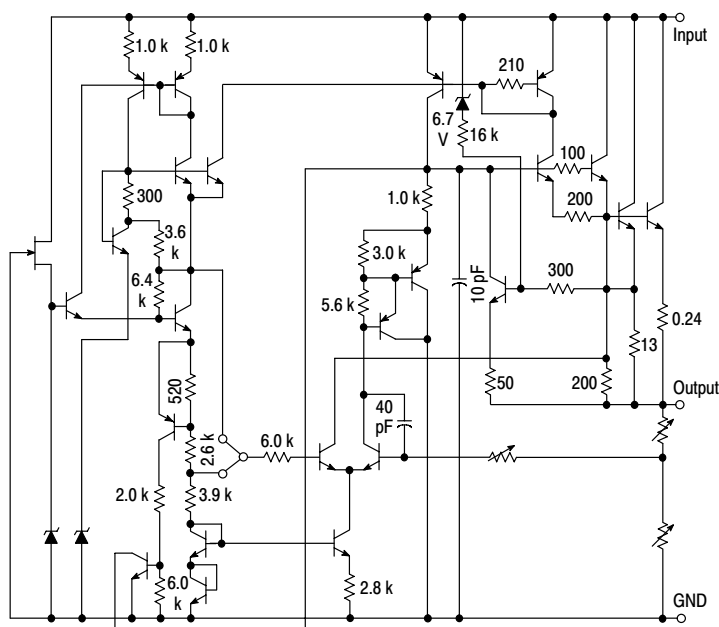 1.0 k
1.0 k
Input
210
6.7
V
16 k
100
300
1.0 k
200
3.6
k
3.0 k
10 pF
300
6.4
k
5.6 k
0.24
13
520
50
200
Output
40
pF
2.6 k
6.0 k
2.0 k
3.9 k
6.0
k
2.8 k
GND